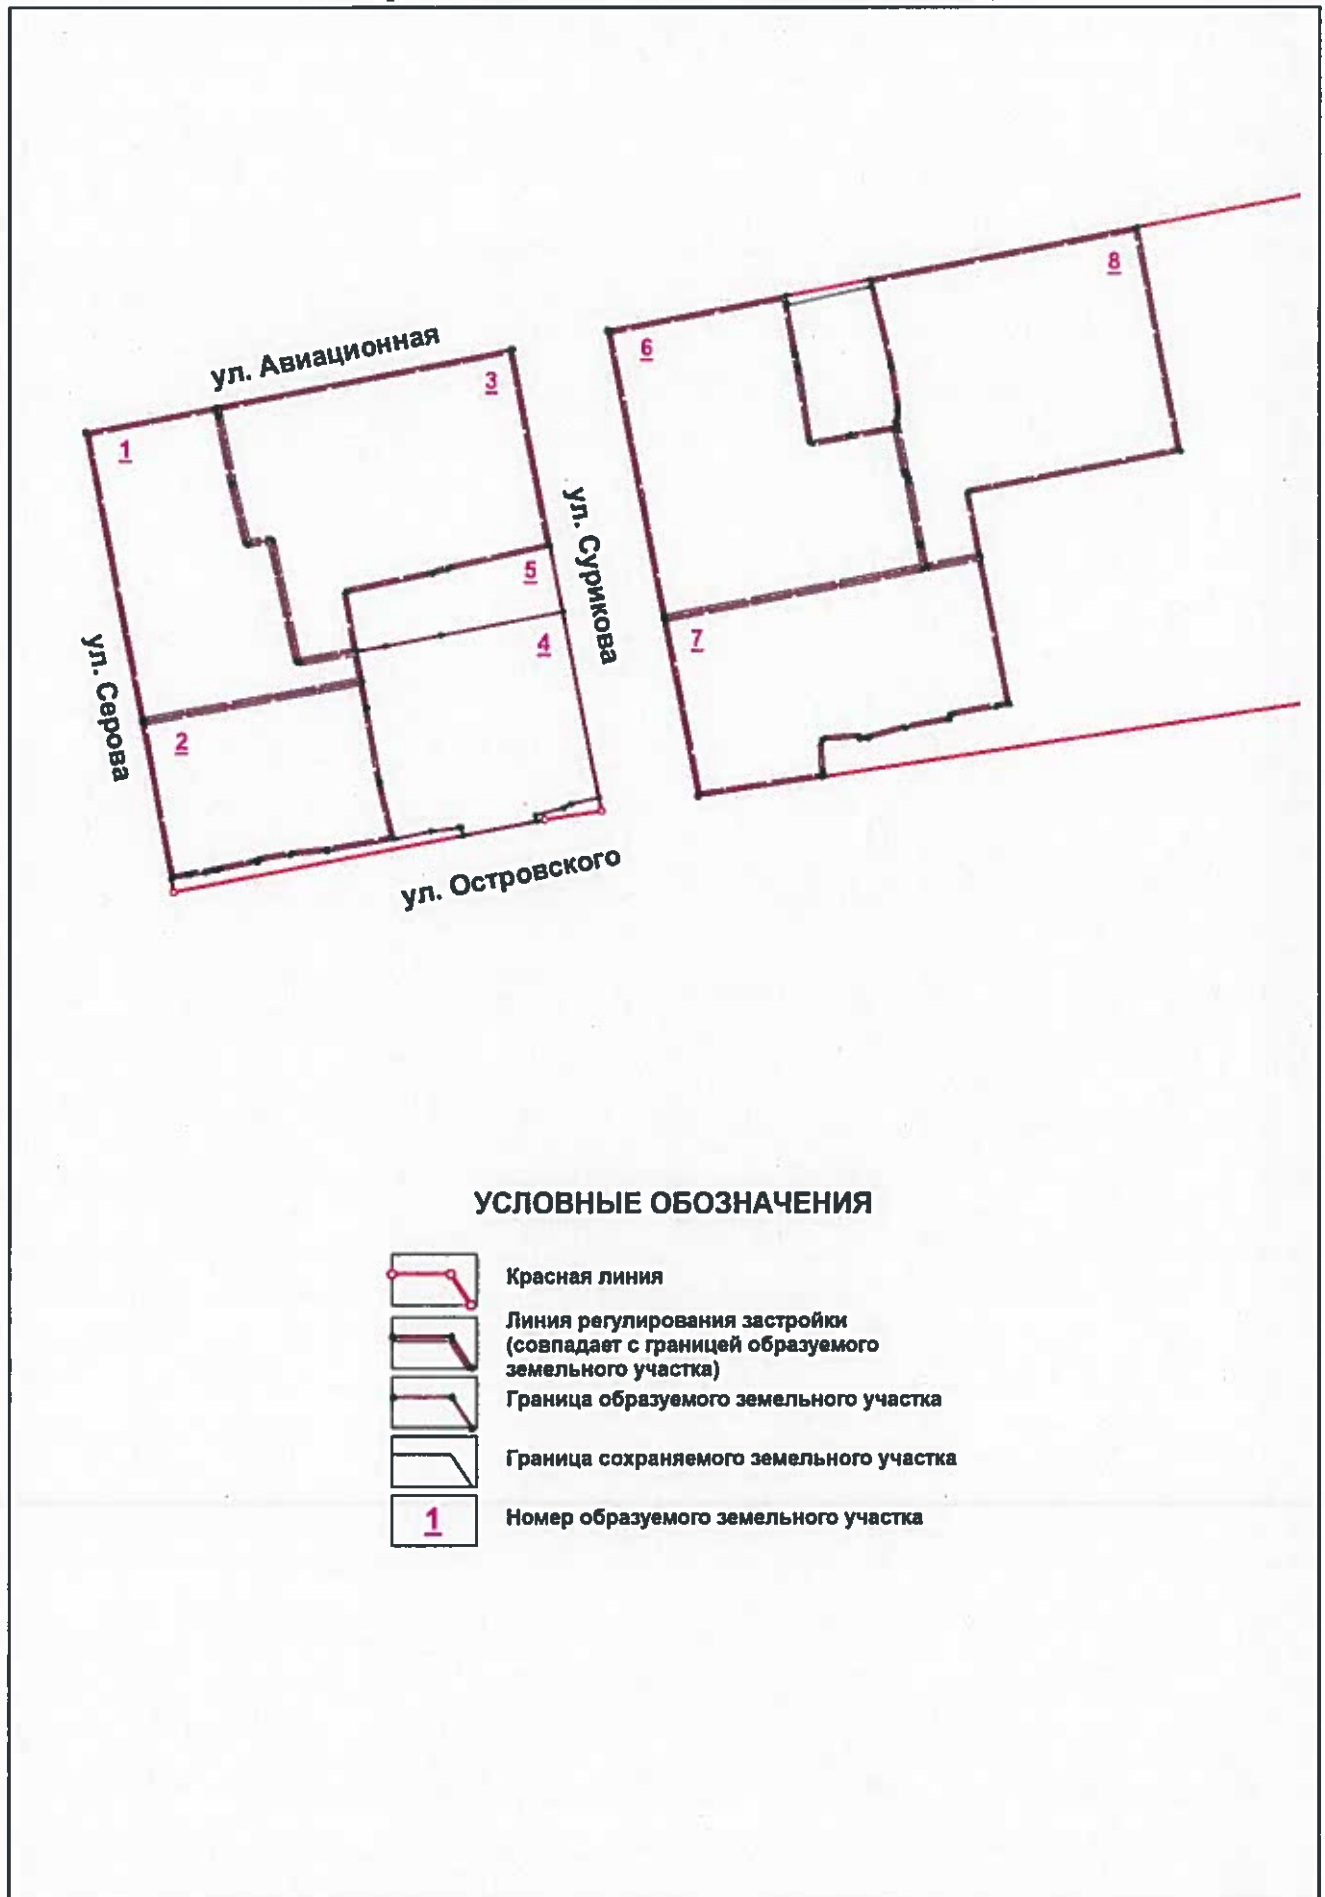 8
6
ул. Авиационная
3
1
ул. Сурикова
5
4
7
ул. Серова
2
ул. Островского
УСЛОВНЫЕ ОБОЗНАЧЕНИЯ
Красная линия
Линия регулирования застройки
(совпадает с границей образуемого
земельного участка)
Граница образуемого земельного участка
Граница сохраняемого земельного участка
1
Номер образуемого земельного участка